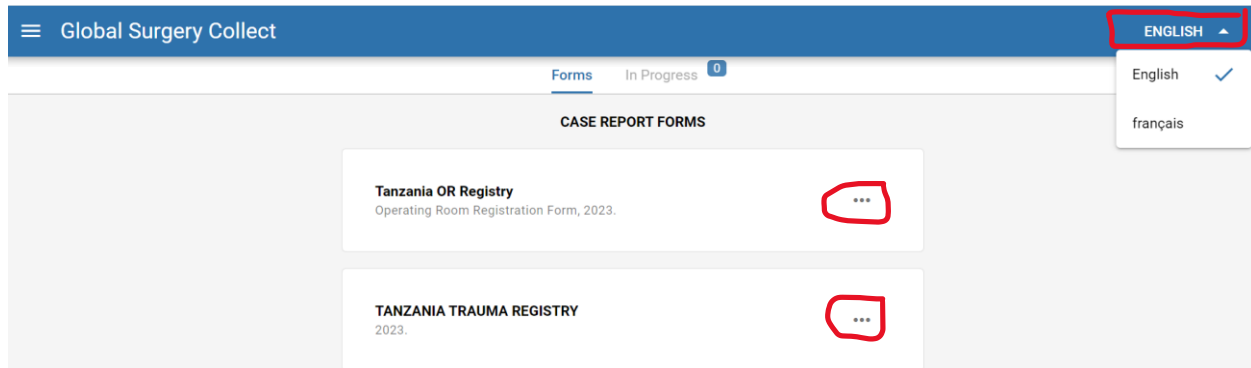 Global Surgery Collect
ENGLISH
English
français
Forms
In Progress 0
CASE REPORT FORMS
Tanzania OR Registry
Operating Room Registration Form, 2023.
TANZANIA TRAUMA REGISTRY
2023.